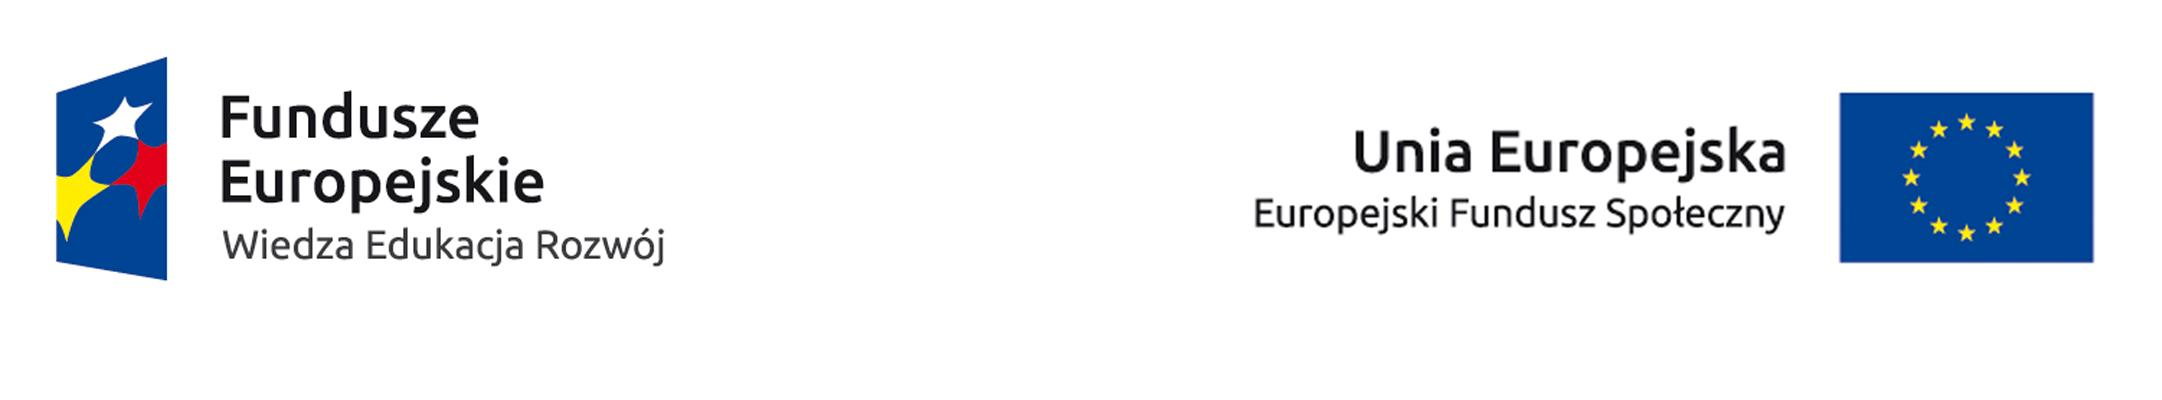 Fundusze
Europejskie
Wiedza Edukacja Rozwój
Unia Europejska
Europejski Fundusz Społeczny